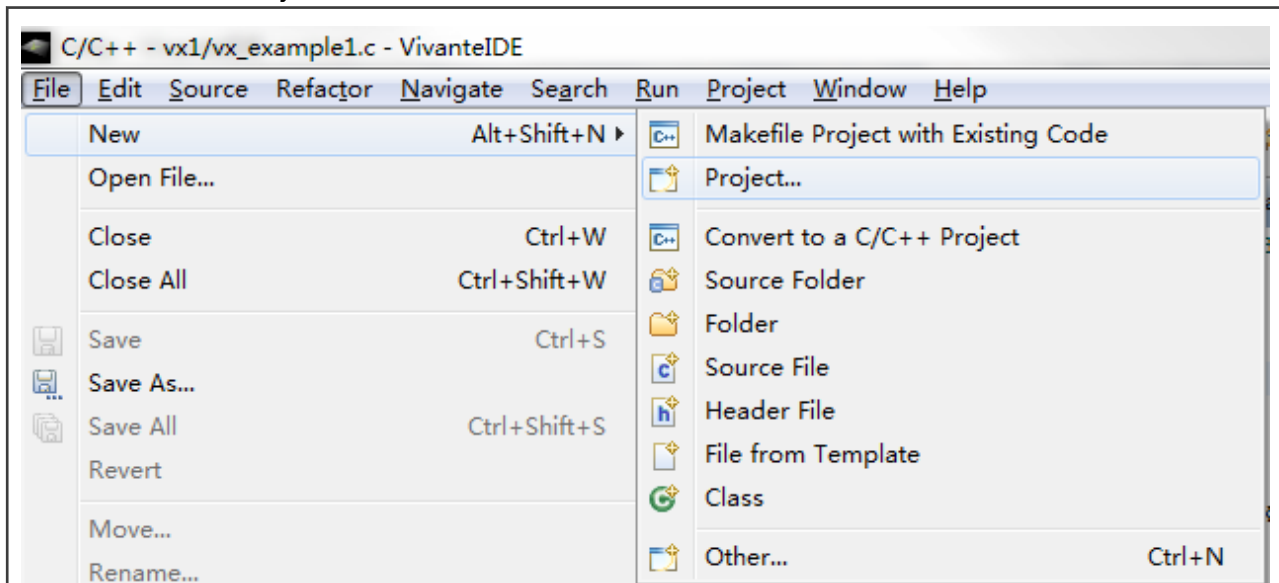 C/C++ - vx1/vx_example1.c - VivanteIDE
File Edit Source Refactor Navigate Search Run Project Window Help
New Alt+Shift+N
Open File...
Close Ctrl+W
Close All Ctrl+Shift+W
Save Ctrl+S
Save As...
Save All Ctrl+Shift+S
Revert
Move...
Rename...
Makefile Project with Existing Code
Project...
Convert to a C/C++ Project
Source Folder
Folder
Source File
Header File
File from Template
Class
Other... Ctrl+N